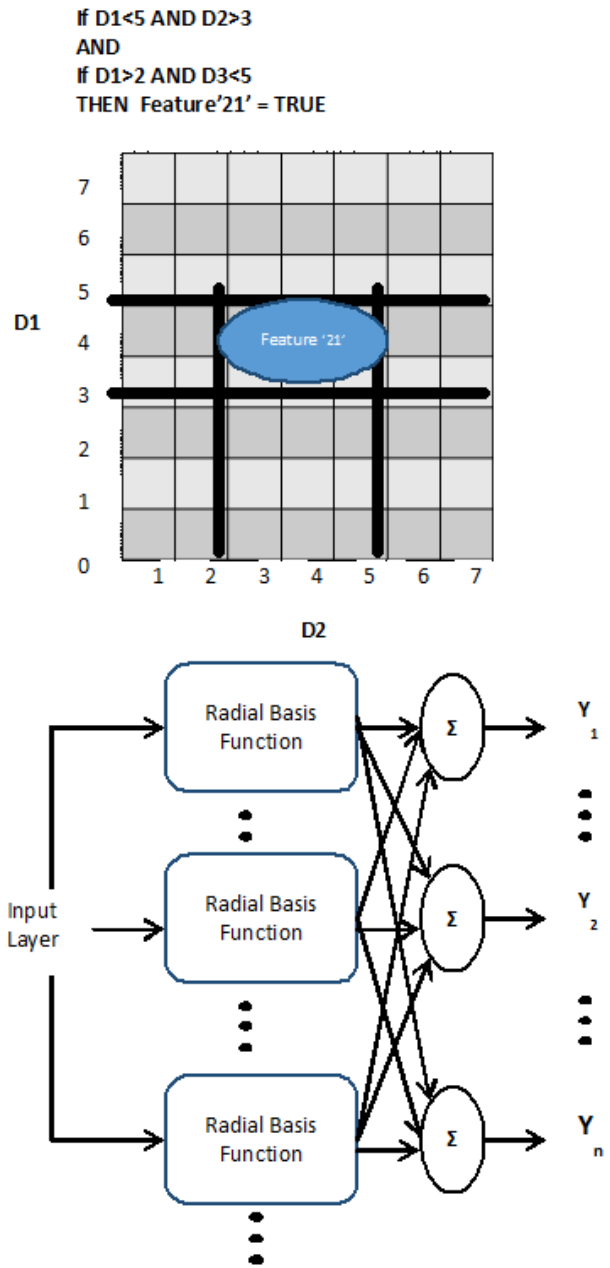 If D1<5 AND D2>3
AND
If D1>2 AND D3<5
THEN Feature’21’ = TRUE
7
6
5
D1
4
Feature ‘21’
3
2
1
0
1 2 3 4 5 6 7
D2
Radial Basis
Function
Σ
Y
1
Input
Layer
Radial Basis
Function
Σ
Y
2
Radial Basis
Function
Σ
Y
n